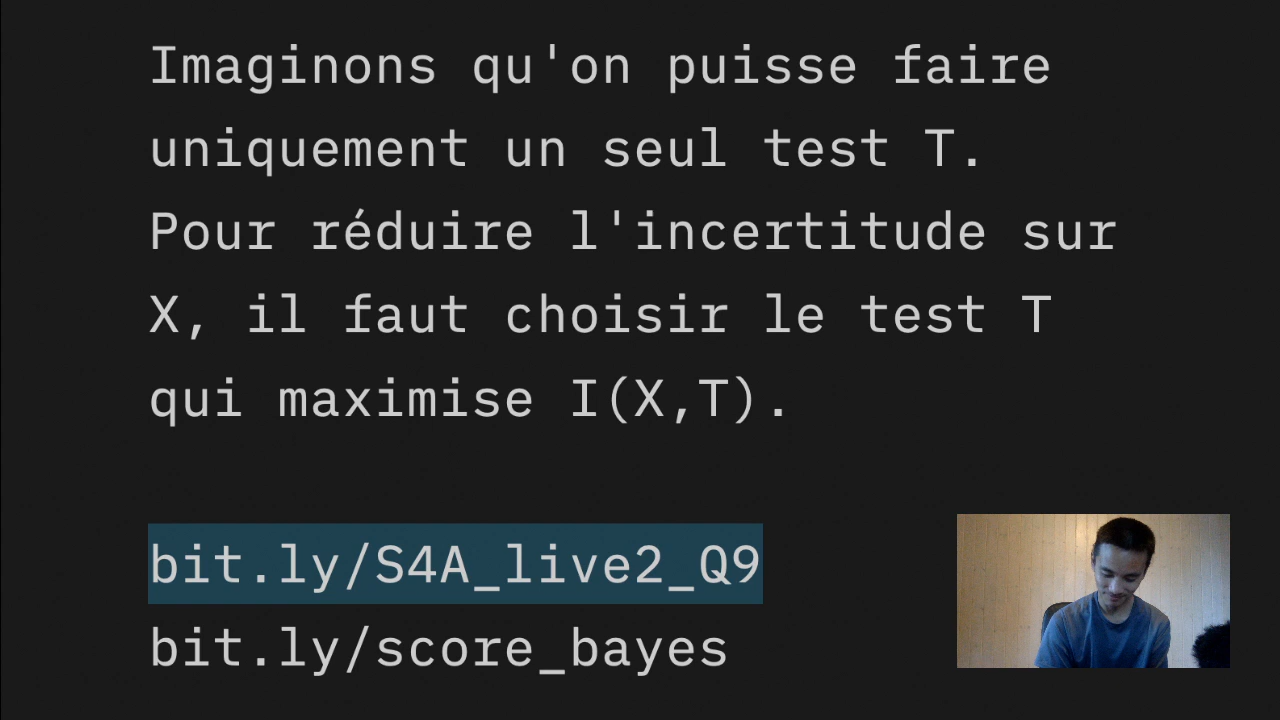 Imaginons qu'on puisse faire
uniquement un seul test T.
Pour réduire l'incertitude sur
X, il faut choisir le test T
qui maximise I(X,T).
bit.ly/S4A_live2_Q9
bit.ly/score_bayes